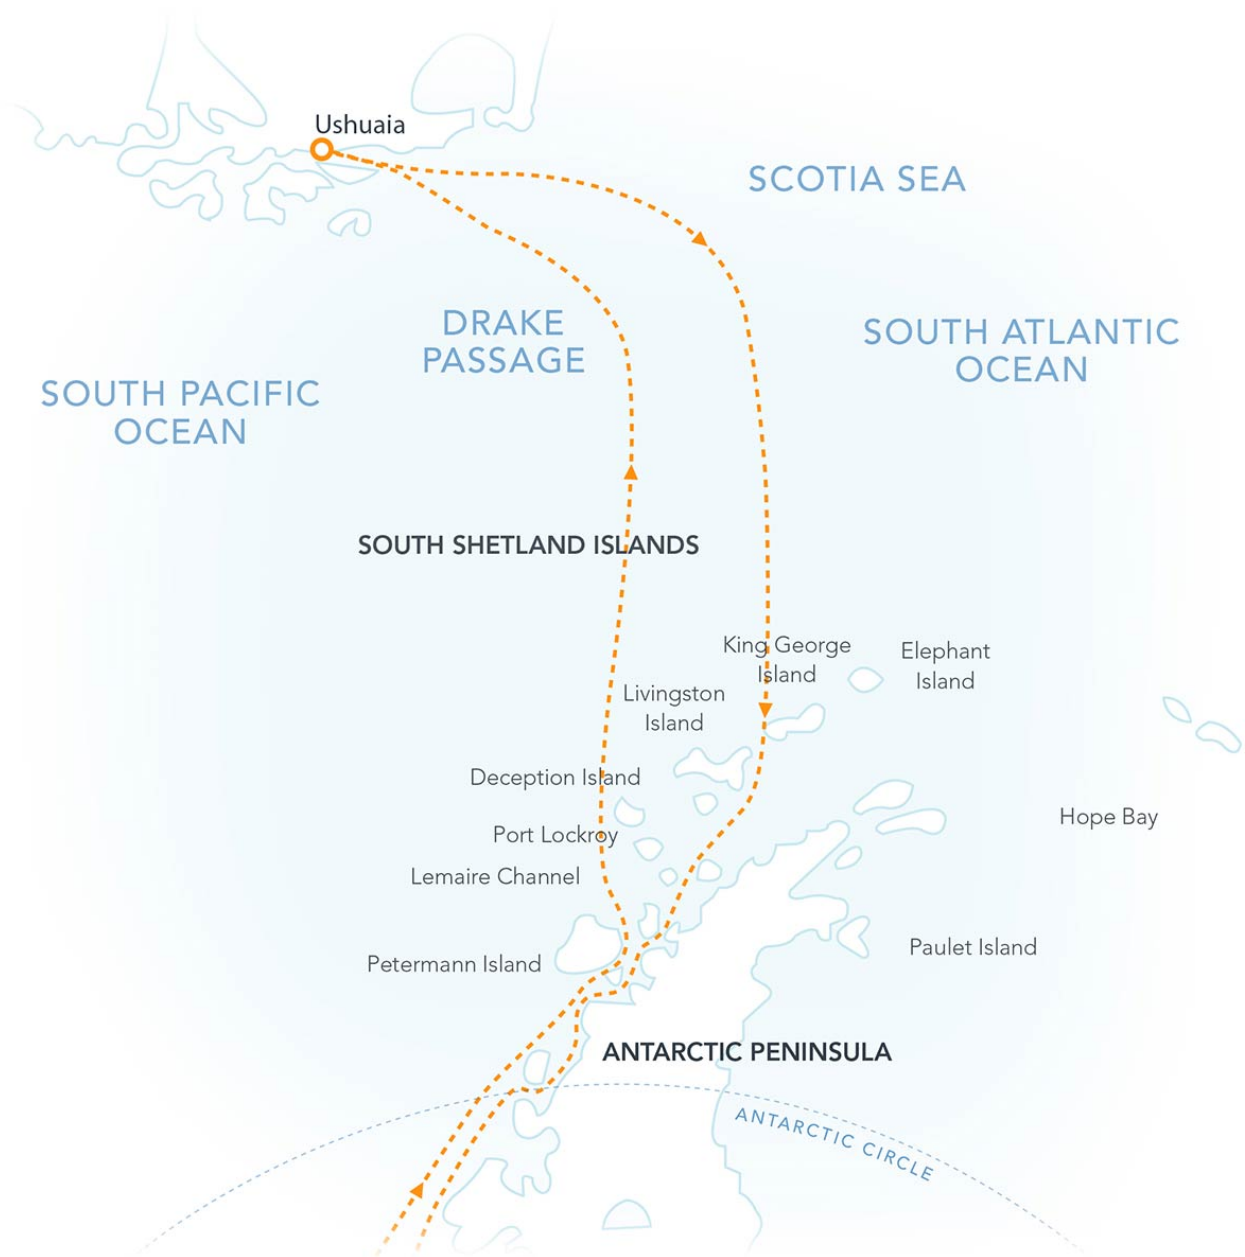 Ushuaia
SCOTIA SEA
DRAKE
PASSAGE
SOUTH ATLANTIC
OCEAN
SOUTH PACIFIC
OCEAN
SOUTH SHETLAND ISLANDS
King George
Island
Elephant
Island
Livingston
Island
Deception Island
Hope Bay
Port Lockroy
Lemaire Channel
Paulet Island
Petermann Island
ANTARCTIC PENINSULA
ANTARCTIC CIRCLE